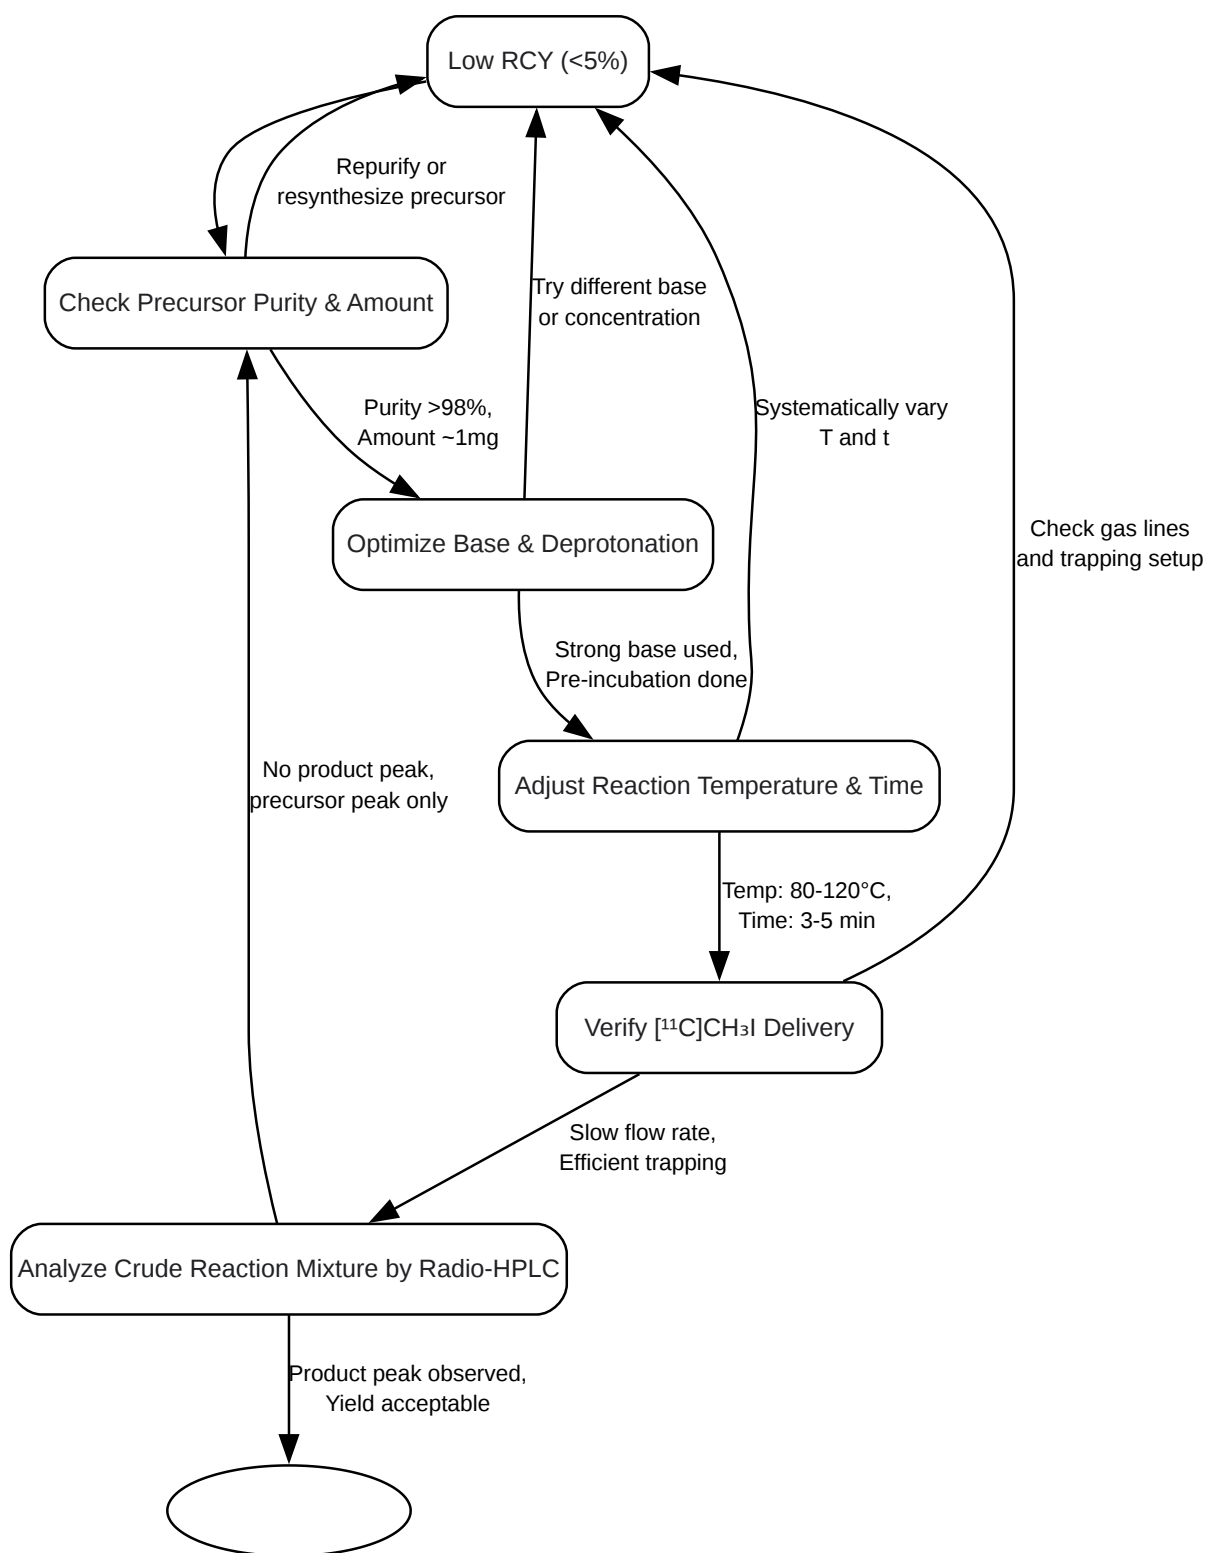 Low RCY (<5%)
Repurify or
resynthesize precursor
Try different base
or concentration
Check Precursor Purity & Amount
Purity >98%,
Amount ~1mg
Systematically vary
T and t
Check gas lines
and trapping setup
Optimize Base & Deprotonation
Strong base used,
Pre-incubation done
No product peak,
precursor peak only
Adjust Reaction Temperature & Time
Temp: 80-120°C,
Time: 3-5 min
Verify [¹¹C]CH₃I Delivery
Slow flow rate,
Efficient trapping
Analyze Crude Reaction Mixture by Radio-HPLC
Product peak observed,
Yield acceptable